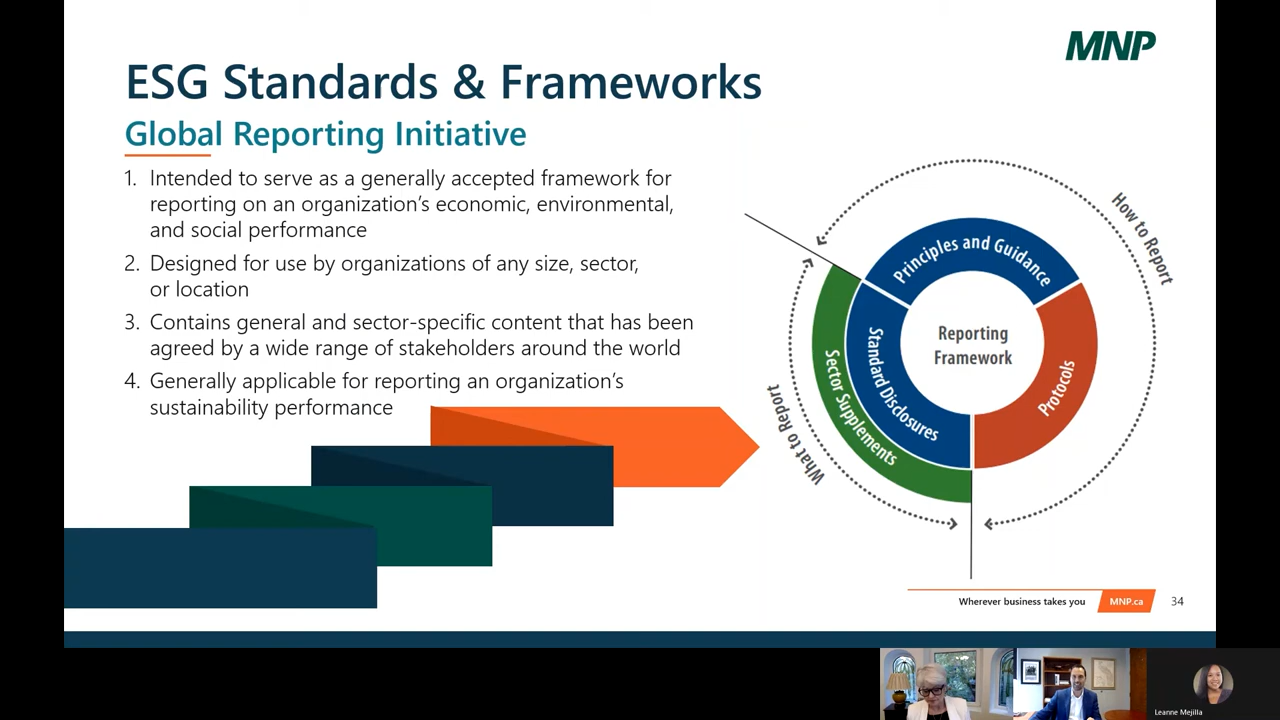 MNP
ESG Standards & Frameworks
Global Reporting Initiative
1. Intended to serve as a generally accepted framework for
reporting on an organization's economic, environmental,
and social performance
2. Designed for use by organizations of any size, sector,
or location
3. Contains general and sector-specific content that has been
agreed by a wide range of stakeholders around the world
4. Generally applicable for reporting an organization's
sustainability performance
How to Report
Principles and Guidance
Reporting
Framework
Standard Disclosures
Sector Supplements
Protocols
What to Report
Wherever business takes you
MNP.ca
34
Leanne Mejilla